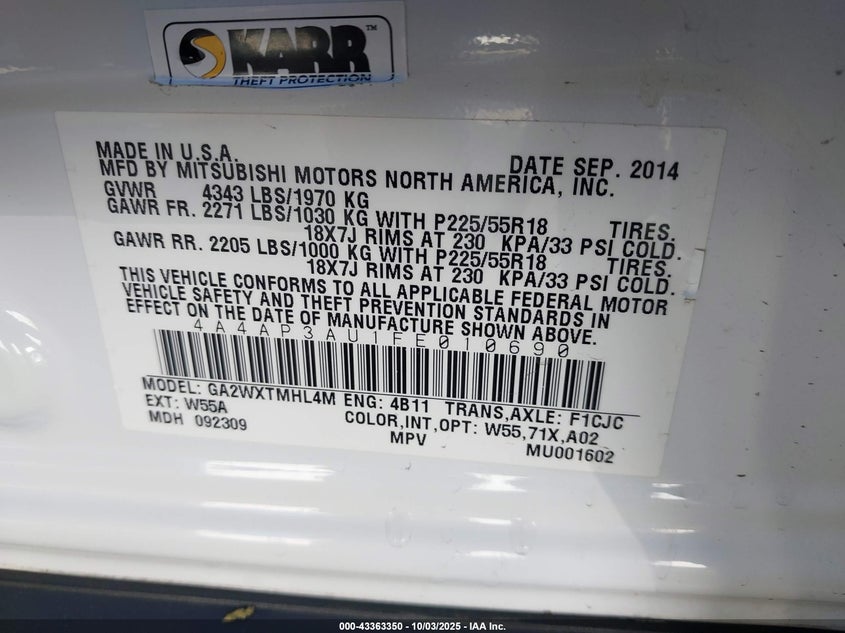 KARR™
THEFT PROTECTION
MADE IN U.S.A. DATE SEP. 2014
MFD BY MITSUBISHI MOTORS NORTH AMERICA, INC.
GVWR 4343 LBS/1970 KG
GAWR FR. 2271 LBS/1030 KG WITH P225/55R18 TIRES.
18X7J RIMS AT 230 KPA/33 PSI COLD.
GAWR RR. 2205 LBS/1000 KG WITH P225/55R18 TIRES.
18X7J RIMS AT 230 KPA/33 PSI COLD.
THIS VEHICLE CONFORMS TO ALL APPLICABLE FEDERAL MOTOR
VEHICLE SAFETY AND THEFT PREVENTION STANDARDS IN
EFFECT ON THE DATE OF MANUFACTURE SHOWN ABOVE.
4A4AP3AU1FE010690
MODEL: GA2WXTMHL4M ENG: 4B11 TRANS,AXLE: F1CJC
EXT: W55A COLOR,INT,OPT: W55,71X,A02
MDH 092309 MPV MU001602
000-43363350 - 10/03/2025 - IAA Inc.